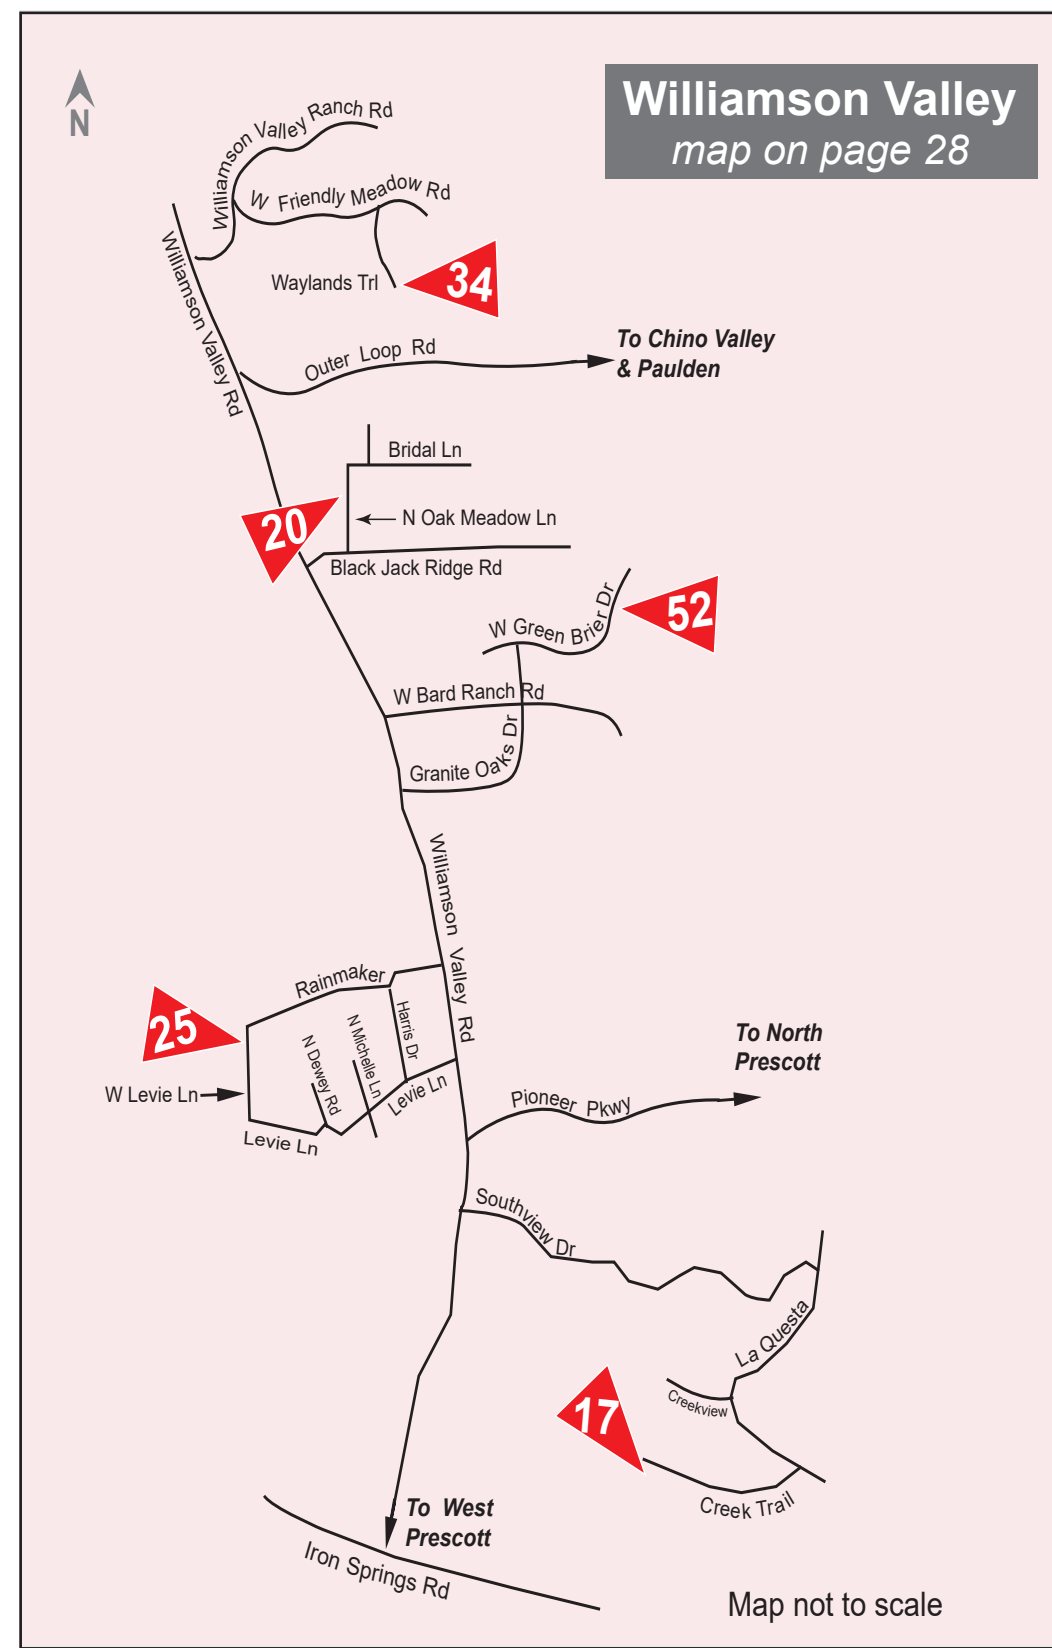 Williamson Valley
map on page 28
N
Williamson Valley Ranch Rd
W Friendly Meadow Rd
Waylands Trl
34
Williamson Valley Rd
To Chino Valley
& Paulden
Outer Loop Rd
Bridal Ln
20
N Oak Meadow Ln
Black Jack Ridge Rd
52
W Green Brier Dr
W Bard Ranch Rd
Granite Oaks Dr
Williamson Valley Rd
Rainmaker
25
Harris Dr
N Michelle Ln
N Dewey Rd
To North
Prescott
W Levie Ln
Levie Ln
Levie Ln
Pioneer Pkwy
Southview Dr
La Questa
Creekview
17
Creek Trail
To West
Prescott
Iron Springs Rd
Map not to scale